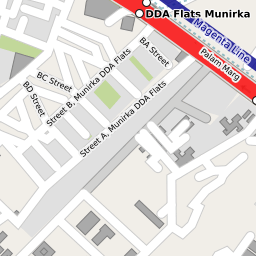 DDA Flats Munirka
Magenta Line
Palam Marg
BA Street
BC Street
BD Street
Street B, Munirka DDA Flats
Street A, Munirka DDA Flats